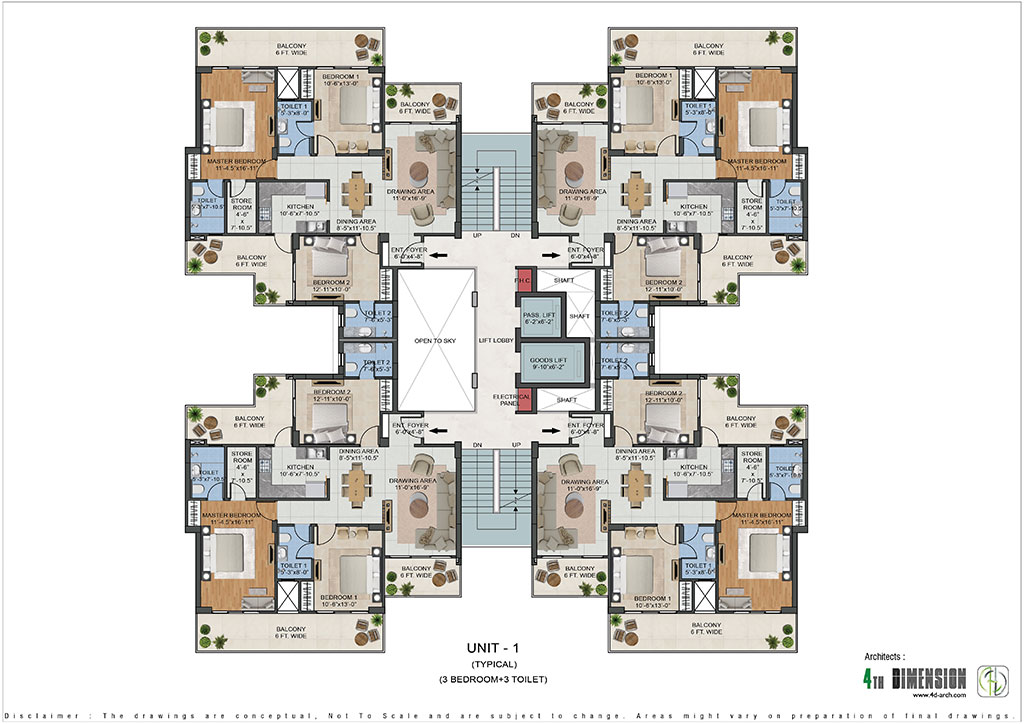 BALCONY
6 FT. WIDE
BALCONY
6 FT. WIDE
BEDROOM 1
10'-6"x13'-0"
BEDROOM 1
10'-6"x13'-0"
BALCONY
6 FT. WIDE
BALCONY
6 FT. WIDE
TOILET 1
5'-3"x8'-0"
TOILET 1
5'-3"x8'-0"
MASTER BEDROOM
11'-4.5"x16'-11"
MASTER BEDROOM
11'-4.5"x16'-11"
DRAWING AREA
11'-0"x16'-9"
DRAWING AREA
11'-0"x16'-9"
TOILET
5'-3"x7'-10.5"
STORE
ROOM
4'-6"
x
7'-10.5"
KITCHEN
10'-6"x7'-10.5"
DINING AREA
8'-5"x11'-10.5"
DINING AREA
8'-5"x11'-10.5"
KITCHEN
10'-6"x7'-10.5"
STORE
ROOM
4'-6"
x
7'-10.5"
TOILET
5'-3"x7'-10.5"
UP
DN
ENT. FOYER
6'-0"x4'-8"
ENT. FOYER
6'-0"x4'-8"
BALCONY
6 FT. WIDE
BALCONY
6 FT. WIDE
BEDROOM 2
12'-11"x10'-0"
BEDROOM 2
12'-11"x10'-0"
F.H.C.
SHAFT
TOILET 2
7'-6"x5'-3"
PASS. LIFT
6'-2"x6'-2"
SHAFT
TOILET 2
7'-6"x5'-3"
OPEN TO SKY
LIFT LOBBY
TOILET 2
7'-6"x5'-3"
GOODS LIFT
9'-10"x6'-2"
TOILET 2
7'-6"x5'-3"
BEDROOM 2
12'-11"x10'-0"
ELECTRICAL
PANEL
SHAFT
BEDROOM 2
12'-11"x10'-0"
BALCONY
6 FT. WIDE
BALCONY
6 FT. WIDE
ENT. FOYER
6'-0"x4'-8"
ENT. FOYER
6'-0"x4'-8"
DN
UP
DINING AREA
8'-5"x11'-10.5"
DINING AREA
8'-5"x11'-10.5"
TOILET
5'-3"x7'-10.5"
STORE
ROOM
4'-6"
x
7'-10.5"
KITCHEN
10'-6"x7'-10.5"
KITCHEN
10'-6"x7'-10.5"
STORE
ROOM
4'-6"
x
7'-10.5"
TOILET
5'-3"x7'-10.5"
DRAWING AREA
11'-0"x16'-9"
DRAWING AREA
11'-0"x16'-9"
MASTER BEDROOM
11'-4.5"x16'-11"
MASTER BEDROOM
11'-4.5"x16'-11"
TOILET 1
5'-3"x8'-0"
TOILET 1
5'-3"x8'-0"
BALCONY
6 FT. WIDE
BALCONY
6 FT. WIDE
BEDROOM 1
10'-6"x13'-0"
BEDROOM 1
10'-6"x13'-0"
BALCONY
6 FT. WIDE
BALCONY
6 FT. WIDE
UNIT - 1
(TYPICAL)
(3 BEDROOM+3 TOILET)
Architects :
4TH DIMENSION
www.4d-arch.com
Disclaimer : The drawings are conceptual, Not To Scale and are subject to change. Areas might vary on preparation of final drawings.